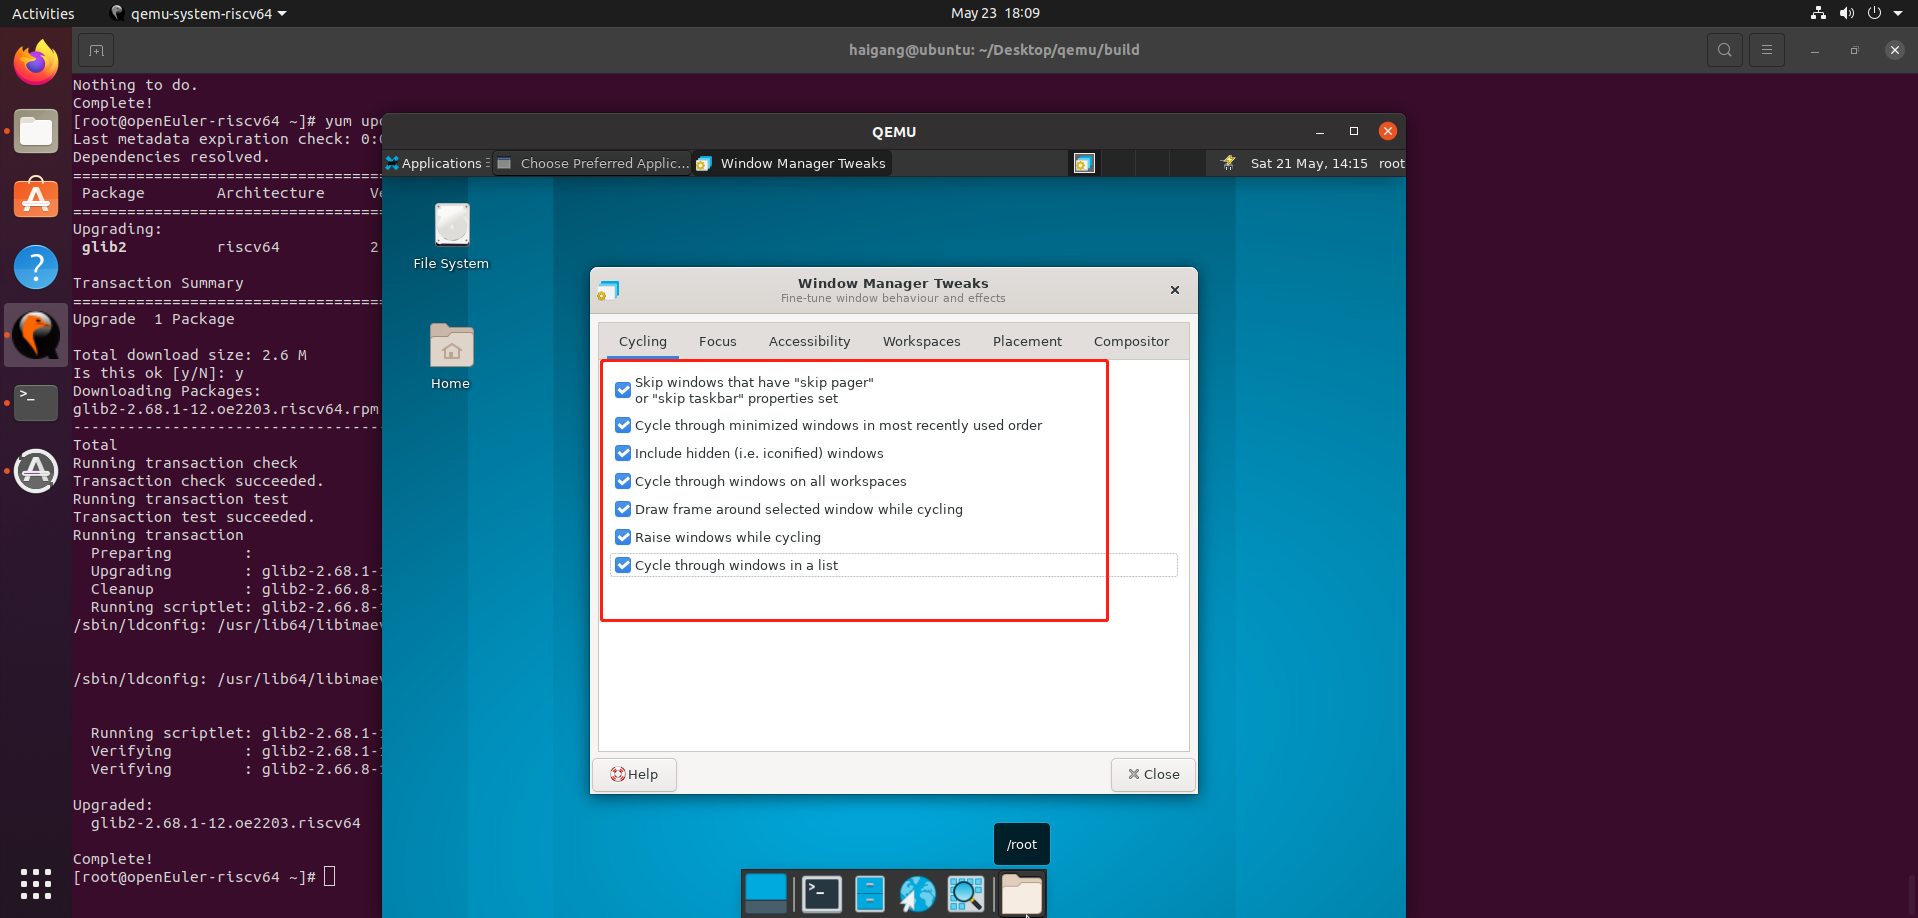 Activities
qemu-system-riscv64
May 23 18:09
haigang@ubuntu: ~/Desktop/qemu/build
Nothing to do.
Complete!
[root@openEuler-riscv64 ~]# yum upd
Last metadata expiration check: 0:
Dependencies resolved.
================================
Package Architecture Ve
================================
Upgrading:
glib2 riscv64 2
Transaction Summary
================================
Upgrade 1 Package
Total download size: 2.6 M
Is this ok [y/N]: y
Downloading Packages:
glib2-2.68.1-12.oe2203.riscv64.rpm
--------------------------------
Total
Running transaction check
Transaction check succeeded.
Running transaction test
Transaction test succeeded.
Running transaction
Preparing :
Upgrading : glib2-2.68.1-
Cleanup : glib2-2.66.8-
Running scriptlet: glib2-2.66.8-
/sbin/ldconfig: /usr/lib64/libimaev
/sbin/ldconfig: /usr/lib64/libimaev
Running scriptlet: glib2-2.68.1-
Verifying : glib2-2.68.1-
Verifying : glib2-2.66.8-
Upgraded:
glib2-2.68.1-12.oe2203.riscv64
Complete!
[root@openEuler-riscv64 ~]#
QEMU
Applications
Choose Preferred Applic...
Window Manager Tweaks
Sat 21 May, 14:15
root
File System
Home
Window Manager Tweaks
Fine-tune window behaviour and effects
Cycling
Focus
Accessibility
Workspaces
Placement
Compositor
Skip windows that have "skip pager"
or "skip taskbar" properties set
Cycle through minimized windows in most recently used order
Include hidden (i.e. iconified) windows
Cycle through windows on all workspaces
Draw frame around selected window while cycling
Raise windows while cycling
Cycle through windows in a list
Help
Close
/root